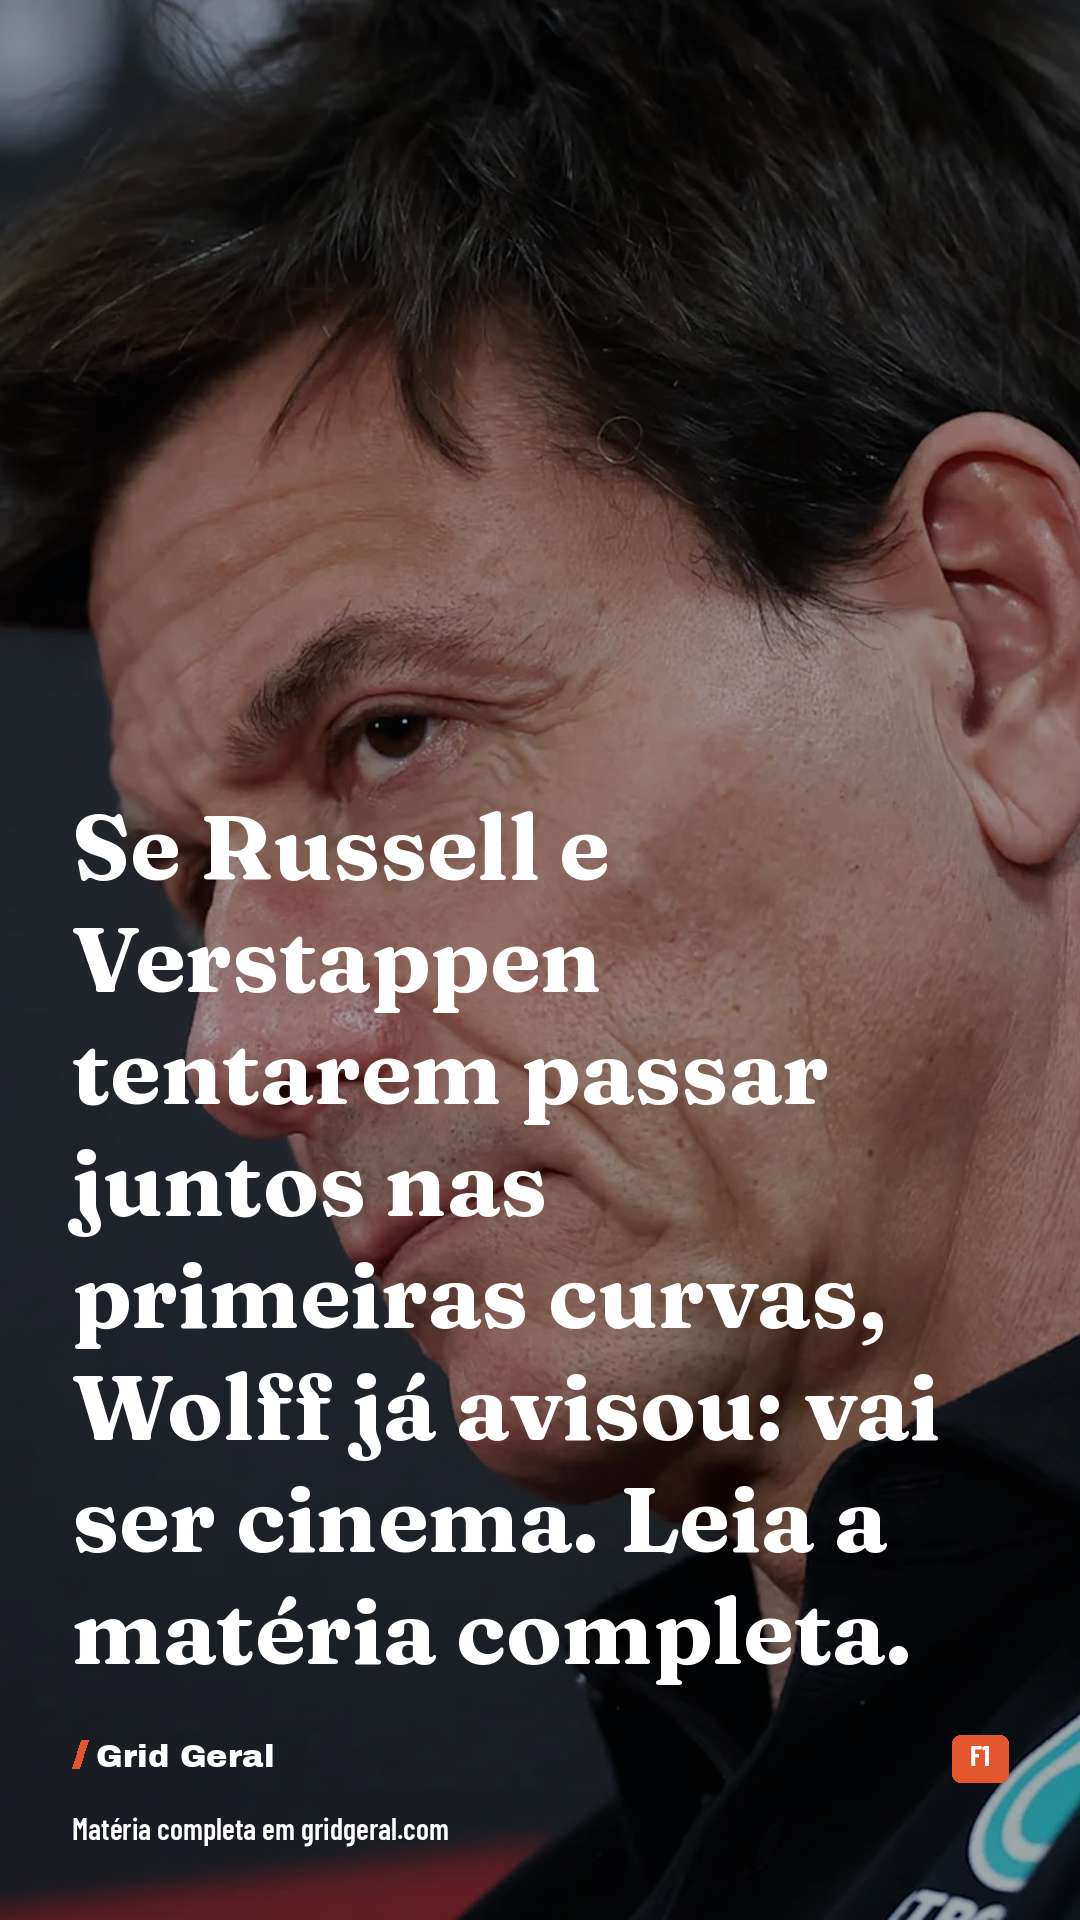 Se Russell e
Verstappen
tentarem passar
juntos nas
primeiras curvas,
Wolff já avisou: vai
ser cinema. Leia a
matéria completa.
/ Grid Geral
F1
Matéria completa em gridgeral.com